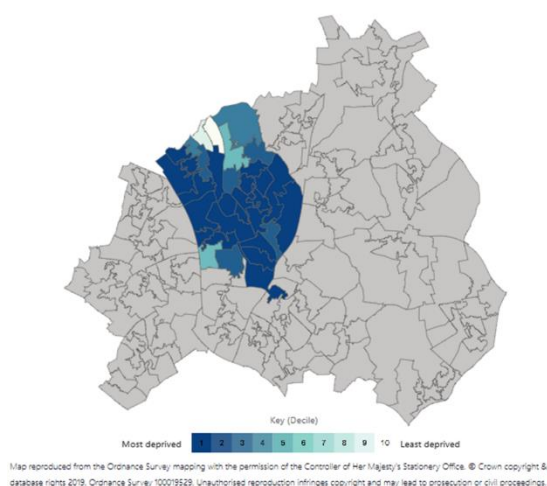 Key (Decile)
Most deprived 1 2 3 4 5 6 7 8 9 10 Least deprived
Map reproduced from the Ordnance Survey mapping with the permission of the Controller of Her Majesty's Stationery Office. © Crown copyright &
database rights 2019. Ordnance Survey 100019529. Unauthorised reproduction infringes copyright and may lead to prosecution or civil proceedings.